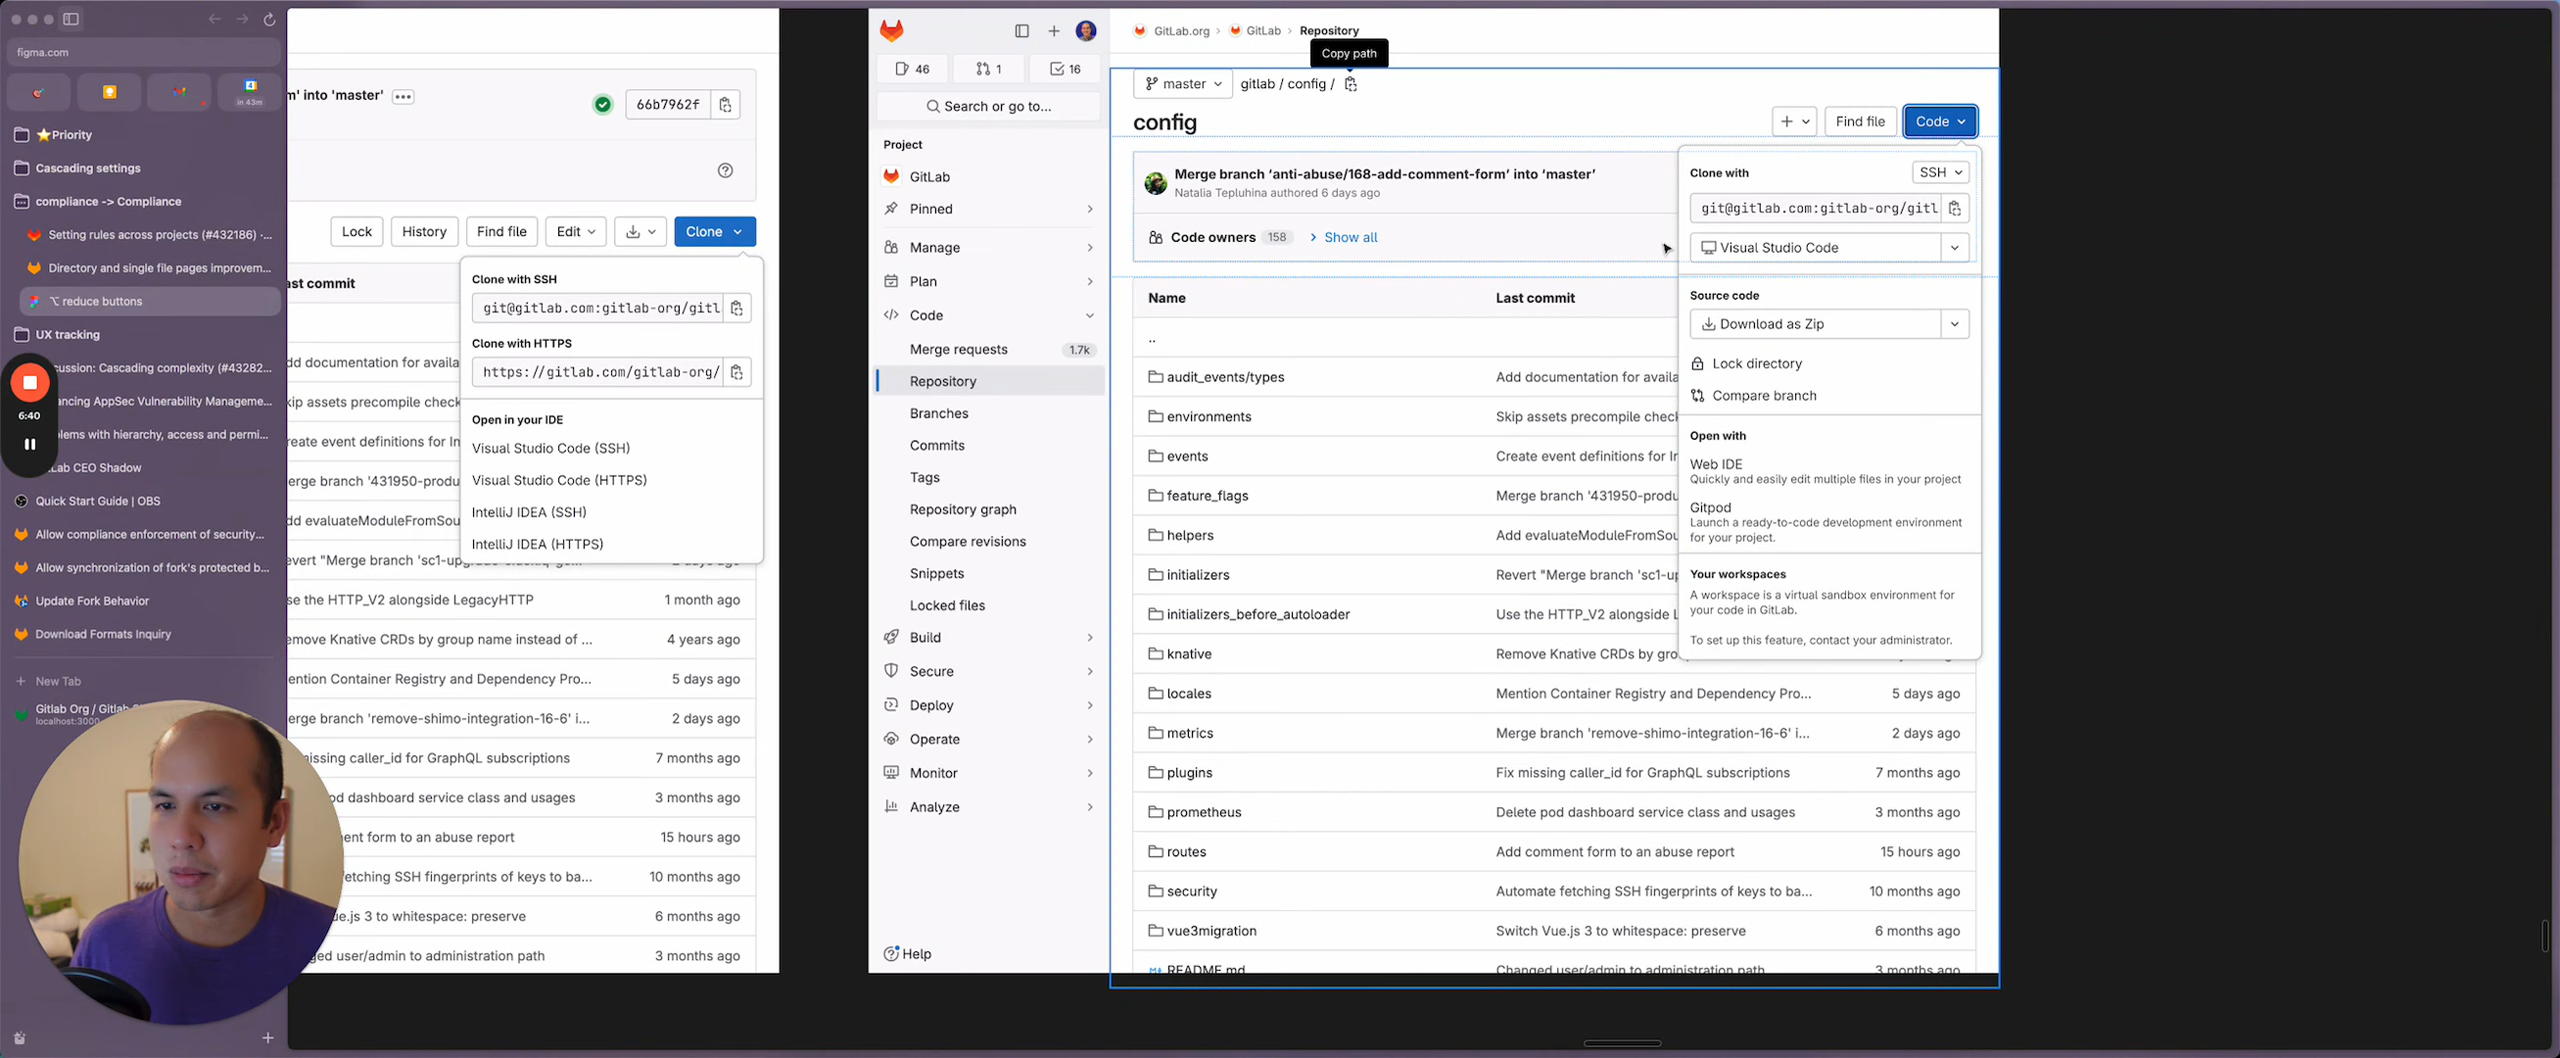 figma.com
in 43m
⭐Priority
Cascading settings
compliance -> Compliance
Setting rules across projects (#432186) ·...
Directory and single file pages improvem...
⌥ reduce buttons
UX tracking
cussion: Cascading complexity (#43282...
ancing AppSec Vulnerability Manageme...
blems with hierarchy, access and permi...
Lab CEO Shadow
Quick Start Guide | OBS
Allow compliance enforcement of security...
Allow synchronization of fork's protected b...
Update Fork Behavior
Download Formats Inquiry
New Tab
Gitlab Org / Gitlab
localhost:3000
6:40
m' into 'master'
66b7962f
Lock
History
Find file
Edit
Clone
ast commit
Clone with SSH
git@gitlab.com:gitlab-org/gitl
Clone with HTTPS
https://gitlab.com/gitlab-org/
Open in your IDE
Visual Studio Code (SSH)
Visual Studio Code (HTTPS)
IntelliJ IDEA (SSH)
IntelliJ IDEA (HTTPS)
dd documentation for availa
kip assets precompile check
reate event definitions for In
erge branch '431950-produ
dd evaluateModuleFromSou
evert "Merge branch 'sc1-up
se the HTTP_V2 alongside LegacyHTTP
1 month ago
emove Knative CRDs by group name instead of ...
4 years ago
ention Container Registry and Dependency Pro...
5 days ago
erge branch 'remove-shimo-integration-16-6' i...
2 days ago
issing caller_id for GraphQL subscriptions
7 months ago
od dashboard service class and usages
3 months ago
ent form to an abuse report
15 hours ago
etching SSH fingerprints of keys to ba...
10 months ago
ue.js 3 to whitespace: preserve
6 months ago
ged user/admin to administration path
3 months ago
46
1
16
Search or go to...
Project
GitLab
Pinned
Manage
Plan
Code
Merge requests
1.7k
Repository
Branches
Commits
Tags
Repository graph
Compare revisions
Snippets
Locked files
Build
Secure
Deploy
Operate
Monitor
Analyze
Help
GitLab.org › GitLab › Repository
Copy path
master
gitlab / config /
config
+
Find file
Code
Merge branch ‘anti-abuse/168-add-comment-form’ into ‘master’
Natalia Tepluhina authored 6 days ago
Code owners 158 > Show all
Name
Last commit
..
audit_events/types
Add documentation for availa
environments
Skip assets precompile check
events
Create event definitions for In
feature_flags
Merge branch '431950-produ
helpers
Add evaluateModuleFromSou
initializers
Revert "Merge branch 'sc1-up
initializers_before_autoloader
Use the HTTP_V2 alongside L
knative
Remove Knative CRDs by gro
locales
Mention Container Registry and Dependency Pro...
5 days ago
metrics
Merge branch 'remove-shimo-integration-16-6' i...
2 days ago
plugins
Fix missing caller_id for GraphQL subscriptions
7 months ago
prometheus
Delete pod dashboard service class and usages
3 months ago
routes
Add comment form to an abuse report
15 hours ago
security
Automate fetching SSH fingerprints of keys to ba...
10 months ago
vue3migration
Switch Vue.js 3 to whitespace: preserve
6 months ago
README.md
Changed user/admin to administration path
3 months ago
Clone with
SSH
git@gitlab.com:gitlab-org/gitl
Visual Studio Code
Source code
Download as Zip
Lock directory
Compare branch
Open with
Web IDE
Quickly and easily edit multiple files in your project
Gitpod
Launch a ready-to-code development environment
for your project.
Your workspaces
A workspace is a virtual sandbox environment for
your code in GitLab.
To set up this feature, contact your administrator.